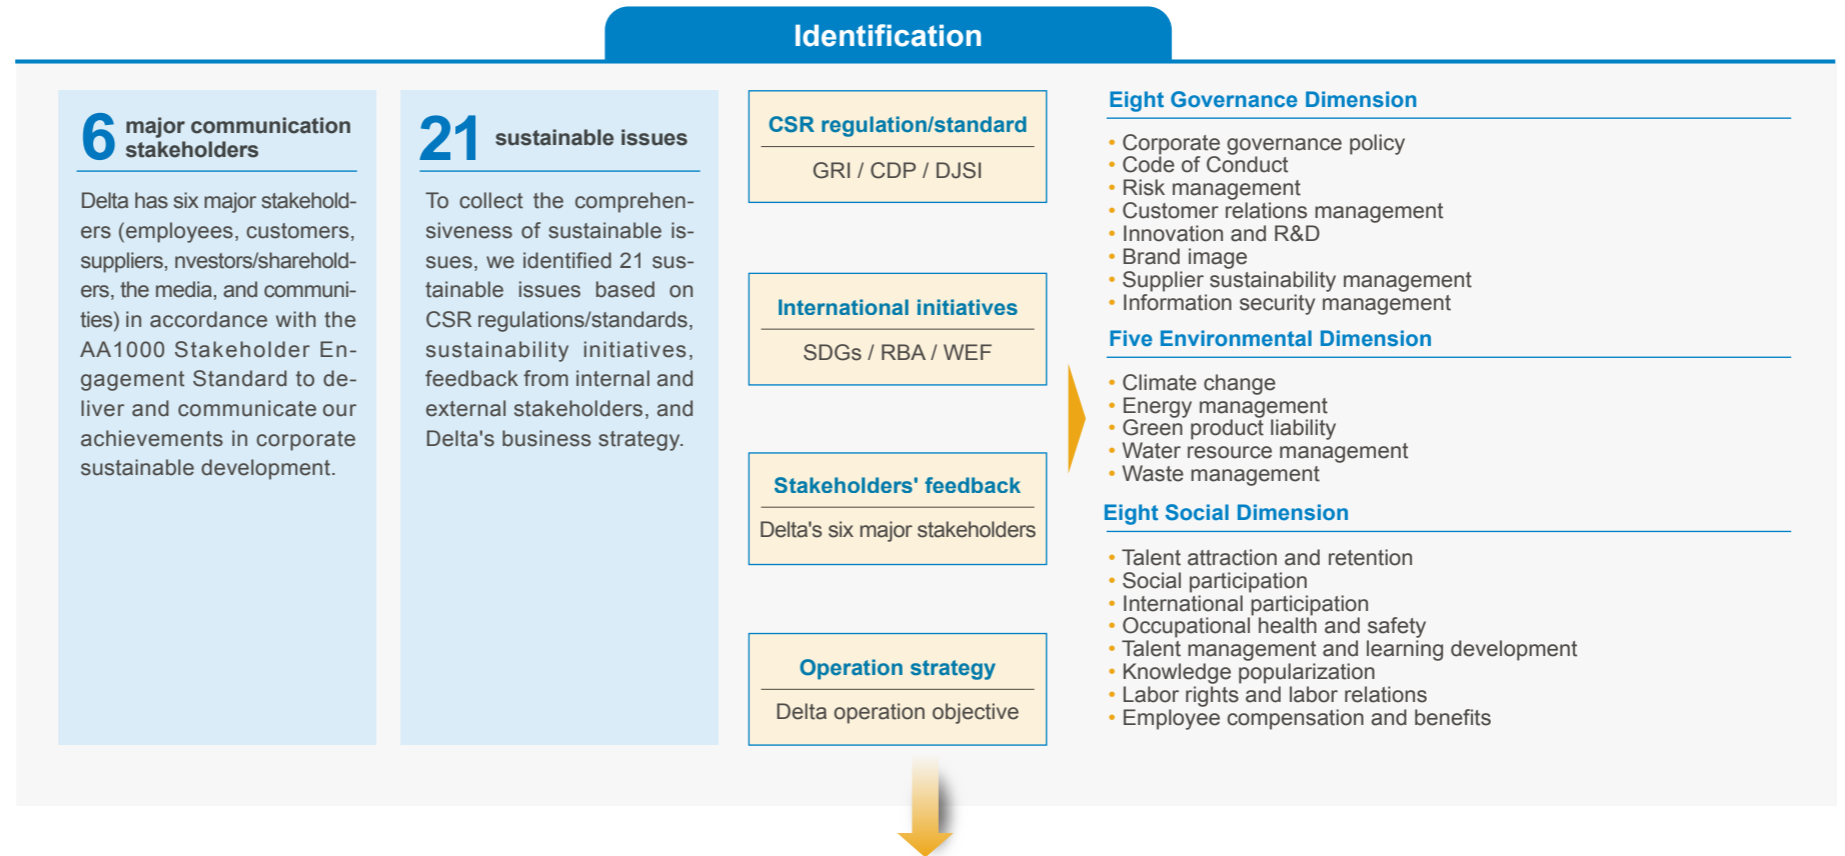 Identification
6 major communication
stakeholders
Delta has six major stakehold-
ers (employees, customers,
suppliers, nvestors/sharehold-
ers, the media, and communi-
ties) in accordance with the
AA1000 Stakeholder En-
gagement Standard to de-
liver and communicate our
achievements in corporate
sustainable development.
21 sustainable issues
To collect the comprehen-
siveness of sustainable is-
sues, we identified 21 sus-
tainable issues based on
CSR regulations/standards,
sustainability initiatives,
feedback from internal and
external stakeholders, and
Delta's business strategy.
CSR regulation/standard
GRI / CDP / DJSI
International initiatives
SDGs / RBA / WEF
Stakeholders' feedback
Delta's six major stakeholders
Operation strategy
Delta operation objective
Eight Governance Dimension
• Corporate governance policy
• Code of Conduct
• Risk management
• Customer relations management
• Innovation and R&D
• Brand image
• Supplier sustainability management
• Information security management
Five Environmental Dimension
• Climate change
• Energy management
• Green product liability
• Water resource management
• Waste management
Eight Social Dimension
• Talent attraction and retention
• Social participation
• International participation
• Occupational health and safety
• Talent management and learning development
• Knowledge popularization
• Labor rights and labor relations
• Employee compensation and benefits